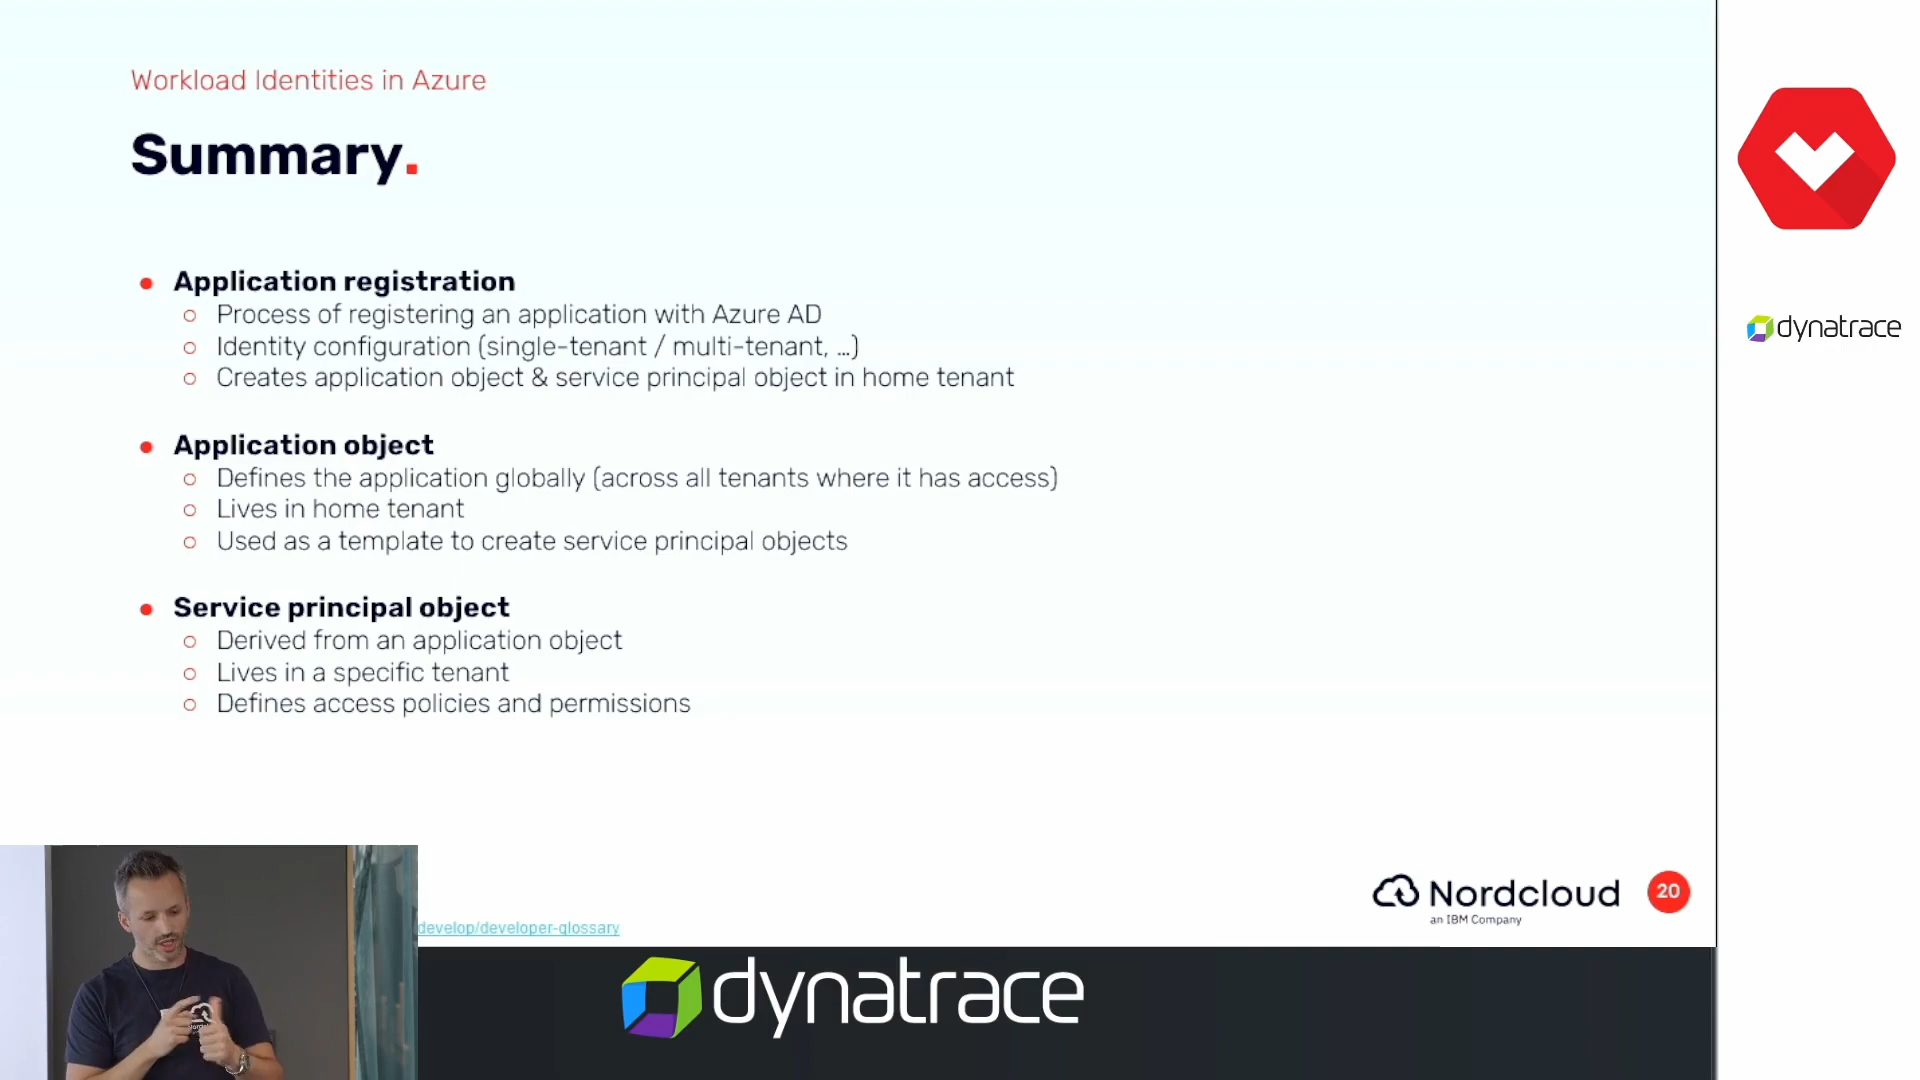 Workload Identities in Azure
Summary.
Application registration
Process of registering an application with Azure AD
Identity configuration (single-tenant / multi-tenant, …)
Creates application object & service principal object in home tenant
Application object
Defines the application globally (across all tenants where it has access)
Lives in home tenant
Used as a template to create service principal objects
Service principal object
Derived from an application object
Lives in a specific tenant
Defines access policies and permissions
develop/developer-glossary
Nordcloud
an IBM Company
20
dynatrace
dynatrace